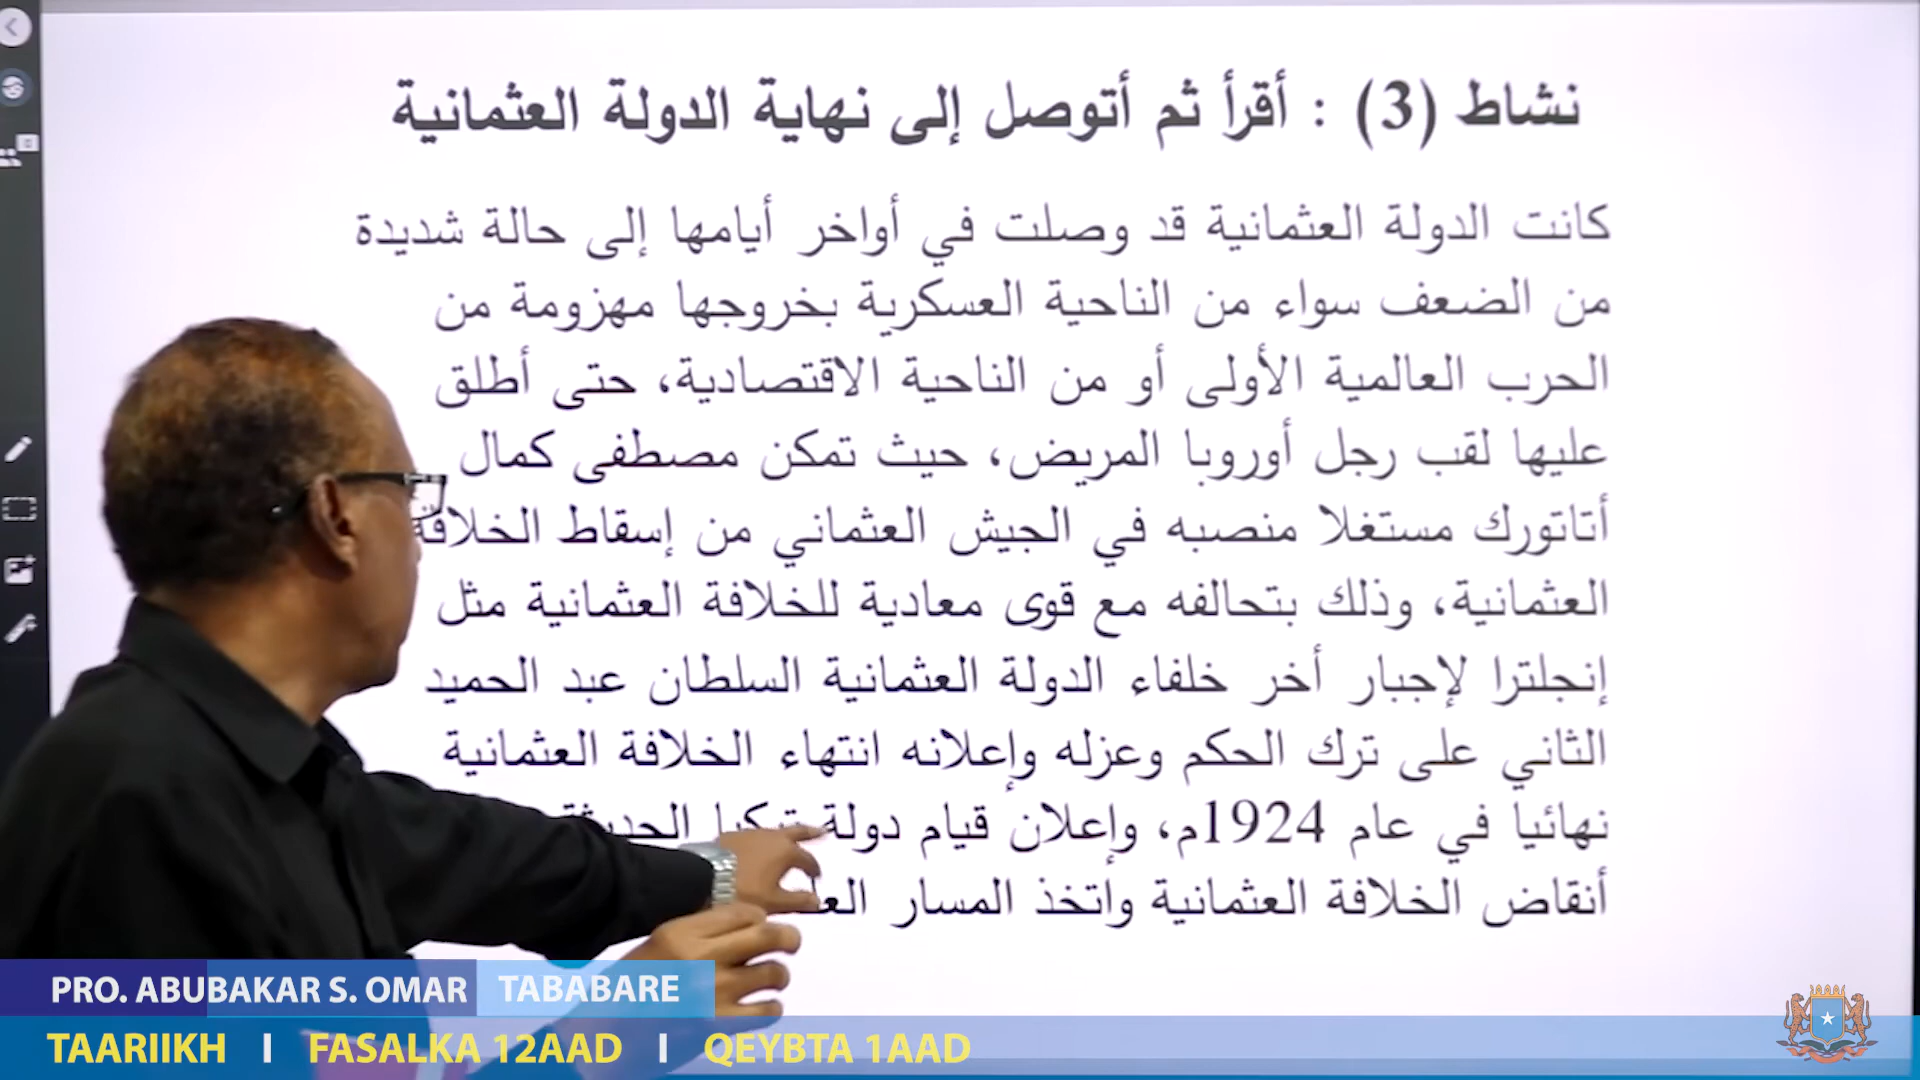 نشاط (3) : أقرأ ثم أتوصل إلى نهاية الدولة العثمانية
كانت الدولة العثمانية قد وصلت في أواخر أيامها إلى حالة شديدة
من الضعف سواء من الناحية العسكرية بخروجها مهزومة من
الحرب العالمية الأولى أو من الناحية الاقتصادية، حتى أطلق
عليها لقب رجل أوروبا المريض، حيث تمكن مصطفى كمال
أتاتورك مستغلا منصبه في الجيش العثماني من إسقاط الخلافة
العثمانية، وذلك بتحالفه مع قوى معادية للخلافة العثمانية مثل
إنجلترا لإجبار أخر خلفاء الدولة العثمانية السلطان عبد الحميد
الثاني على ترك الحكم وعزله وإعلانه انتهاء الخلافة العثمانية
نهائيا في عام 1924م، وإعلان قيام دولة
أنقاض الخلافة العثمانية واتخذ المسار
PRO. ABUBAKAR S. OMAR TABABARE
TAARIIKH I FASALKA 12AAD I QEYBTA 1AAD